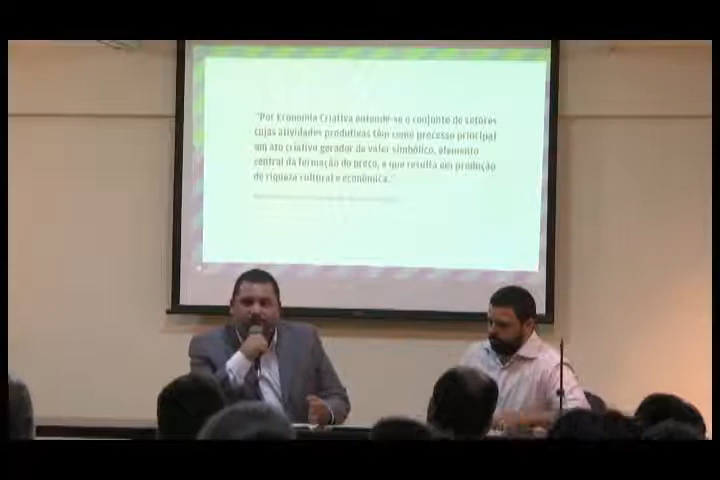 "Por Economia Criativa entende-se o conjunto de setores
cujas atividades produtivas têm como processo principal
um ato criativo gerador de valor simbólico, elemento
central da formação do preço, e que resulta em produção
de riqueza cultural e econômica."